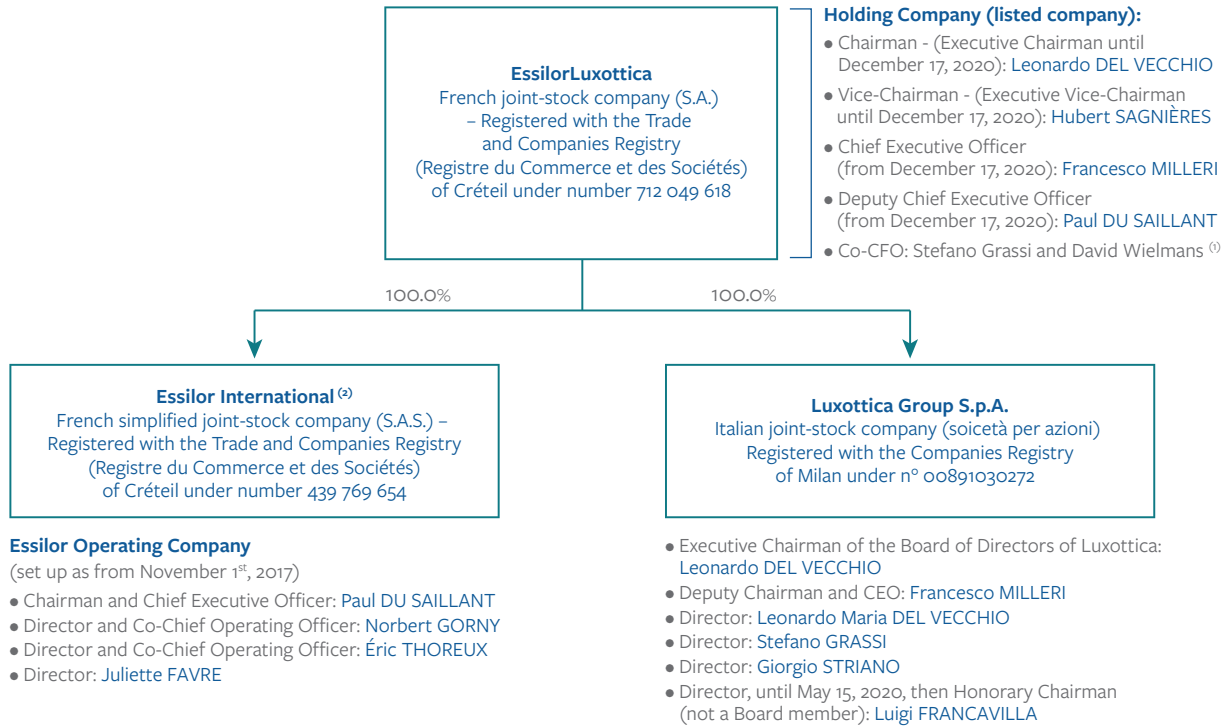 EssilorLuxottica
French joint-stock company (S.A.)
– Registered with the Trade
and Companies Registry
(Registre du Commerce et des Sociétés)
of Créteil under number 712 049 618
Holding Company (listed company):
• Chairman - (Executive Chairman until
December 17, 2020): Leonardo DEL VECCHIO
• Vice-Chairman - (Executive Vice-Chairman
until December 17, 2020): Hubert SAGNIÈRES
• Chief Executive Officer
(from December 17, 2020): Francesco MILLERI
• Deputy Chief Executive Officer
(from December 17, 2020): Paul DU SAILLANT
• Co-CFO: Stefano Grassi and David Wielmans (1)
100.0%
100.0%
Essilor International (2)
French simplified joint-stock company (S.A.S.) –
Registered with the Trade and Companies Registry
(Registre du Commerce et des Sociétés)
of Créteil under number 439 769 654
Essilor Operating Company
(set up as from November 1st, 2017)
• Chairman and Chief Executive Officer: Paul DU SAILLANT
• Director and Co-Chief Operating Officer: Norbert GORNY
• Director and Co-Chief Operating Officer: Éric THOREUX
• Director: Juliette FAVRE
Luxottica Group S.p.A.
Italian joint-stock company (soicetà per azioni)
Registered with the Companies Registry
of Milan under n° 00891030272
• Executive Chairman of the Board of Directors of Luxottica:
Leonardo DEL VECCHIO
• Deputy Chairman and CEO: Francesco MILLERI
• Director: Leonardo Maria DEL VECCHIO
• Director: Stefano GRASSI
• Director: Giorgio STRIANO
• Director, until May 15, 2020, then Honorary Chairman
(not a Board member): Luigi FRANCAVILLA